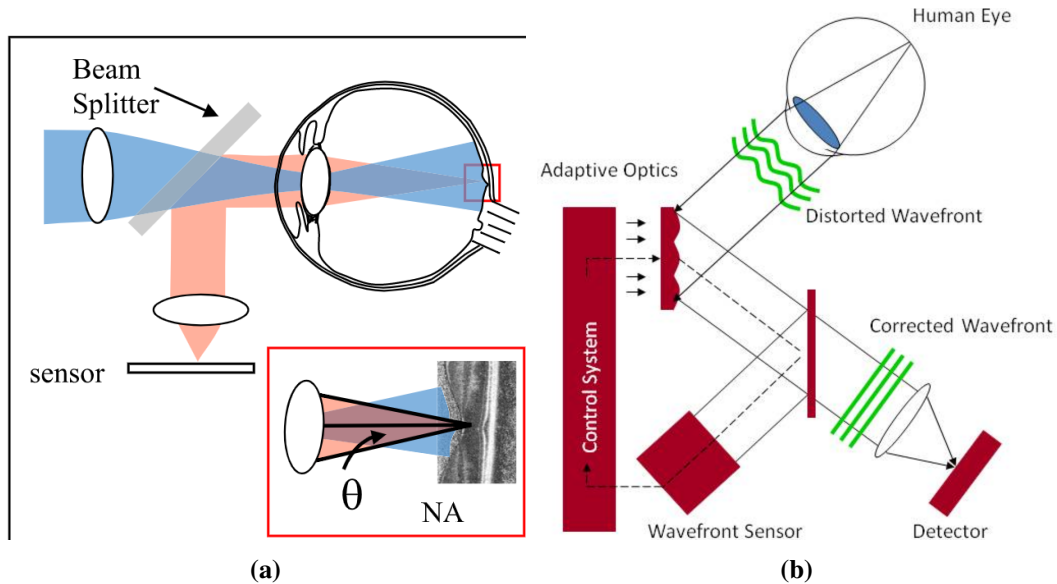 Beam
Splitter
sensor
θ
NA
(a)
Human Eye
Adaptive Optics
Distorted Wavefront
Control System
Corrected Wavefront
Wavefront Sensor
Detector
(b)